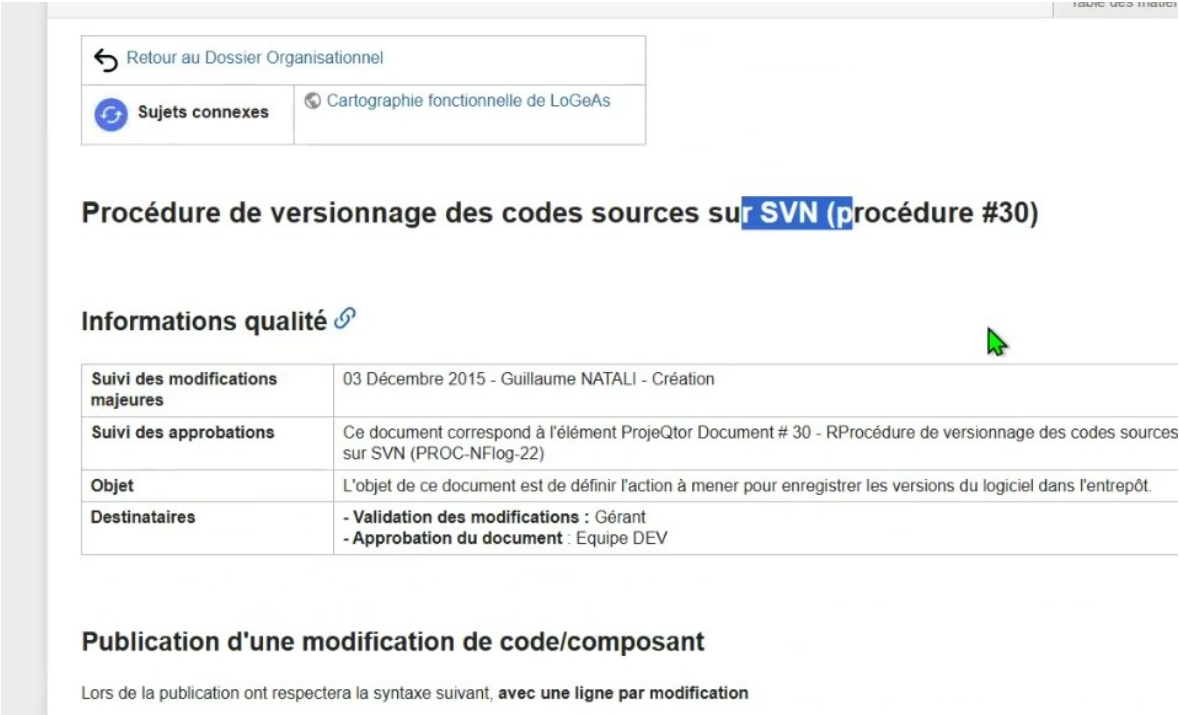 Retour au Dossier Organisationnel
Sujets connexes
Cartographie fonctionnelle de LoGeAs
Procédure de versionnage des codes sources sur SVN (procédure #30)
Informations qualité
Suivi des modifications
majeures
03 Décembre 2015 - Guillaume NATALI - Création
Suivi des approbations
Ce document correspond à l'élément ProjeQtor Document # 30 - RProcédure de versionnage des codes sources
sur SVN (PROC-NFlog-22)
Objet
L'objet de ce document est de définir l'action à mener pour enregistrer les versions du logiciel dans l'entrepôt.
Destinataires
- Validation des modifications : Gérant
- Approbation du document : Equipe DEV
Publication d'une modification de code/composant
Lors de la publication ont respectera la syntaxe suivant, avec une ligne par modification